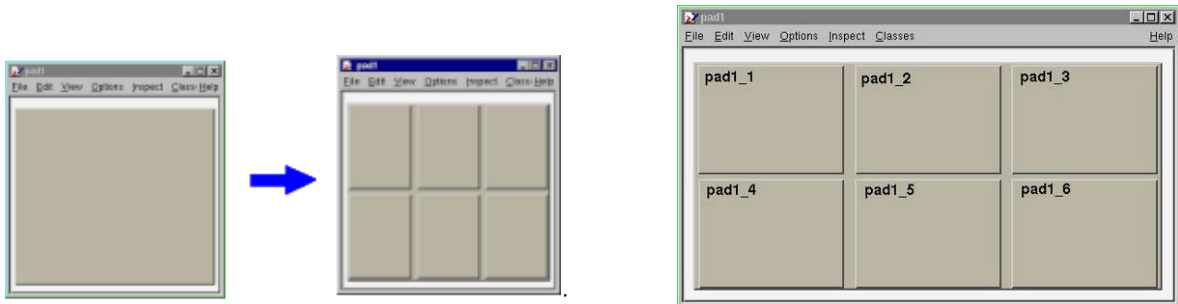 pad1
File Edit View Options Inspect Class Help
pad1
File Edit View Options Inspect Class Help
.
pad1
File Edit View Options Inspect Classes Help
pad1_1 pad1_2 pad1_3
pad1_4 pad1_5 pad1_6